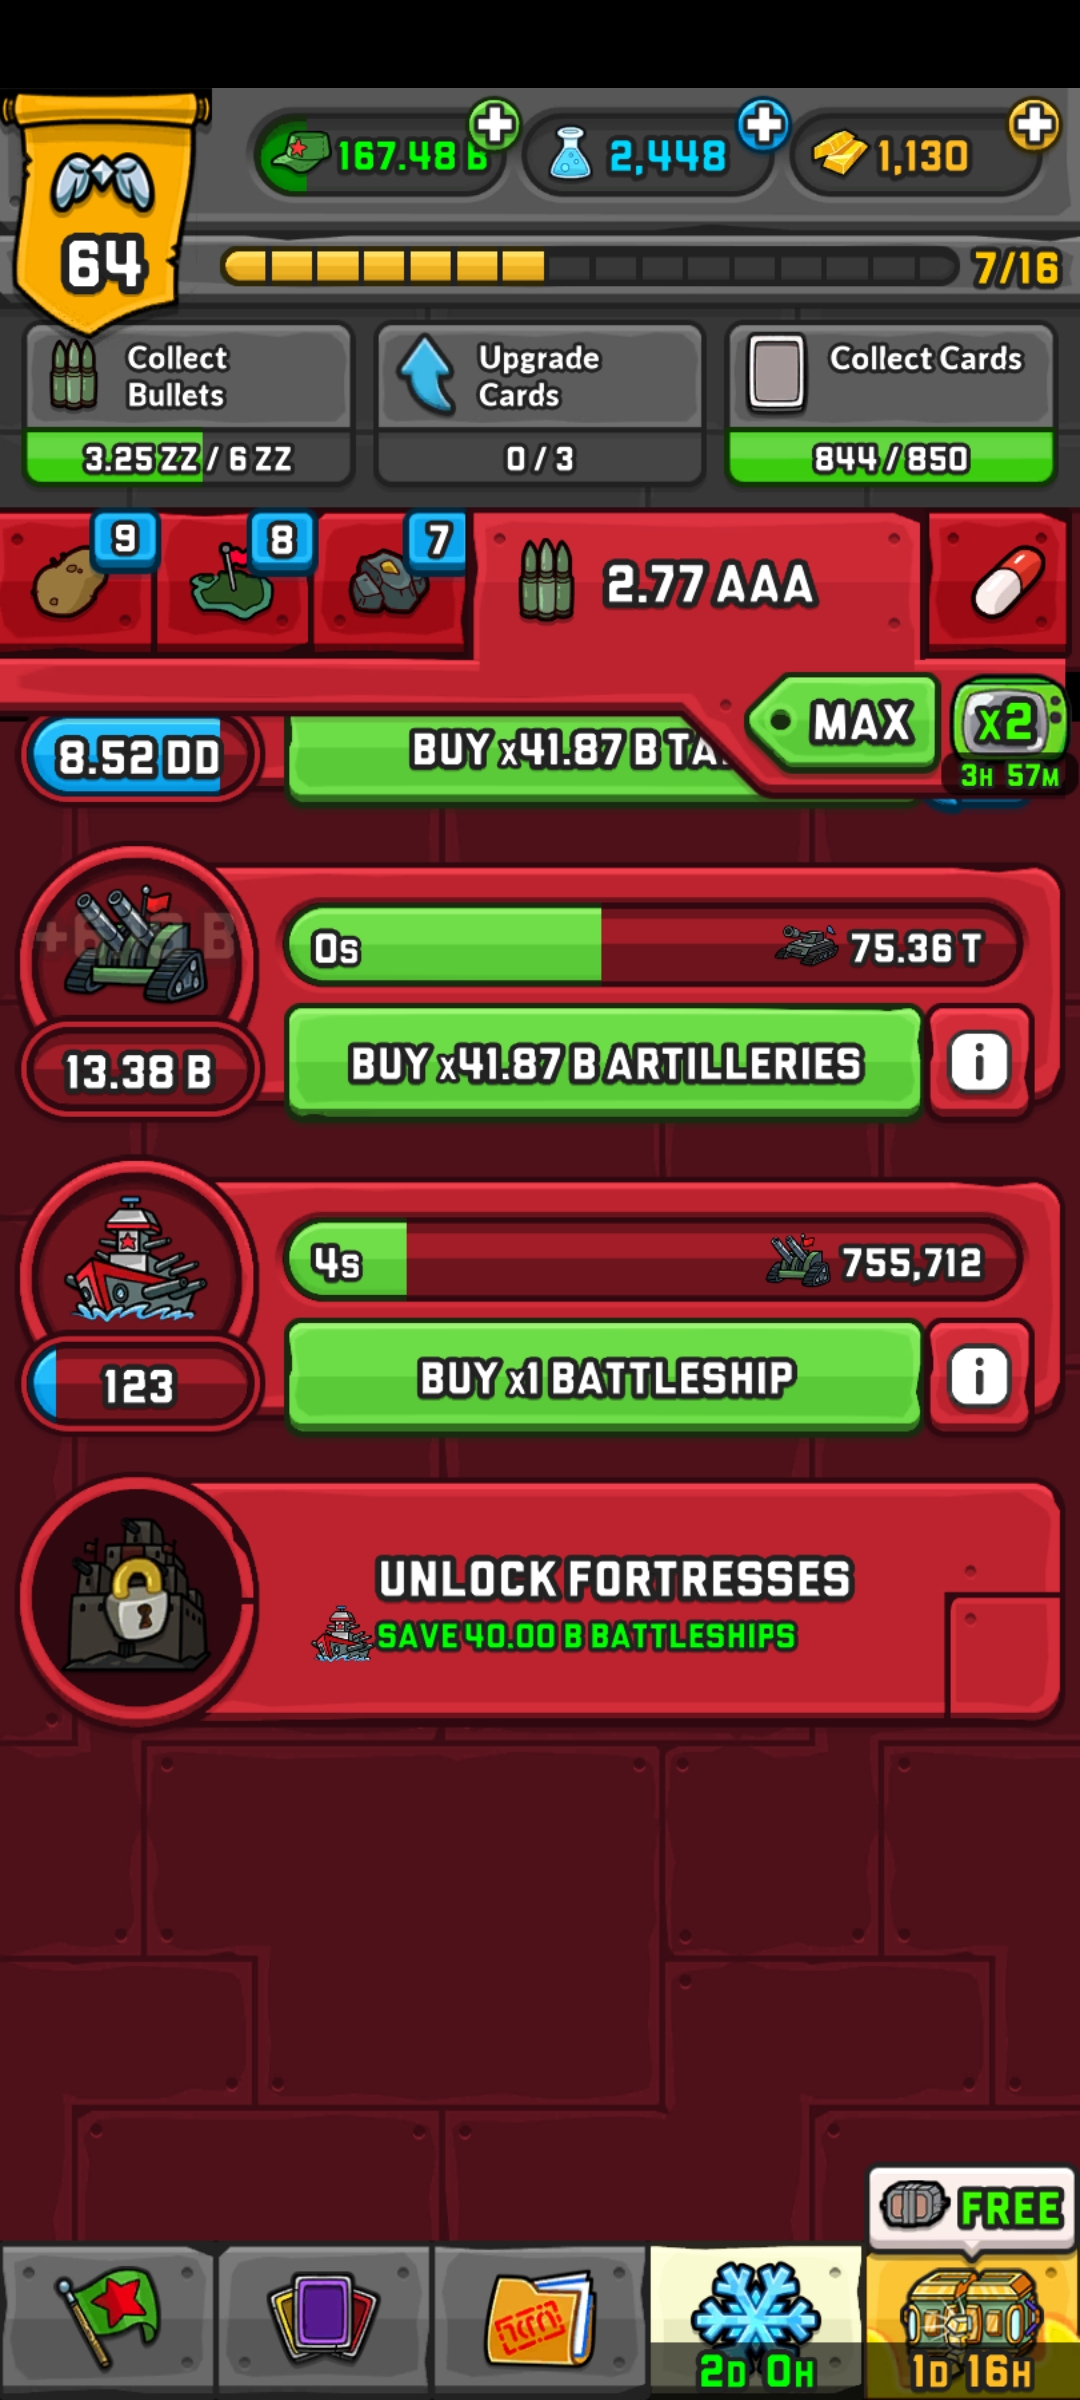 167.48 B
2,448
1,130
64
7/16
Collect Bullets
Upgrade Cards
Collect Cards
3.25 ZZ / 6 ZZ
0 / 3
844 / 850
9
8
7
2.77 AAA
MAX
x2
3H 57M
8.52 DD
BUY x41.87 B TA
0s
75.36 T
13.38 B
BUY x41.87 B ARTILLERIES
i
4s
755,712
123
BUY x1 BATTLESHIP
i
UNLOCK FORTRESSES
SAVE 40.00 B BATTLESHIPS
FREE
2D 0H
1D 16H